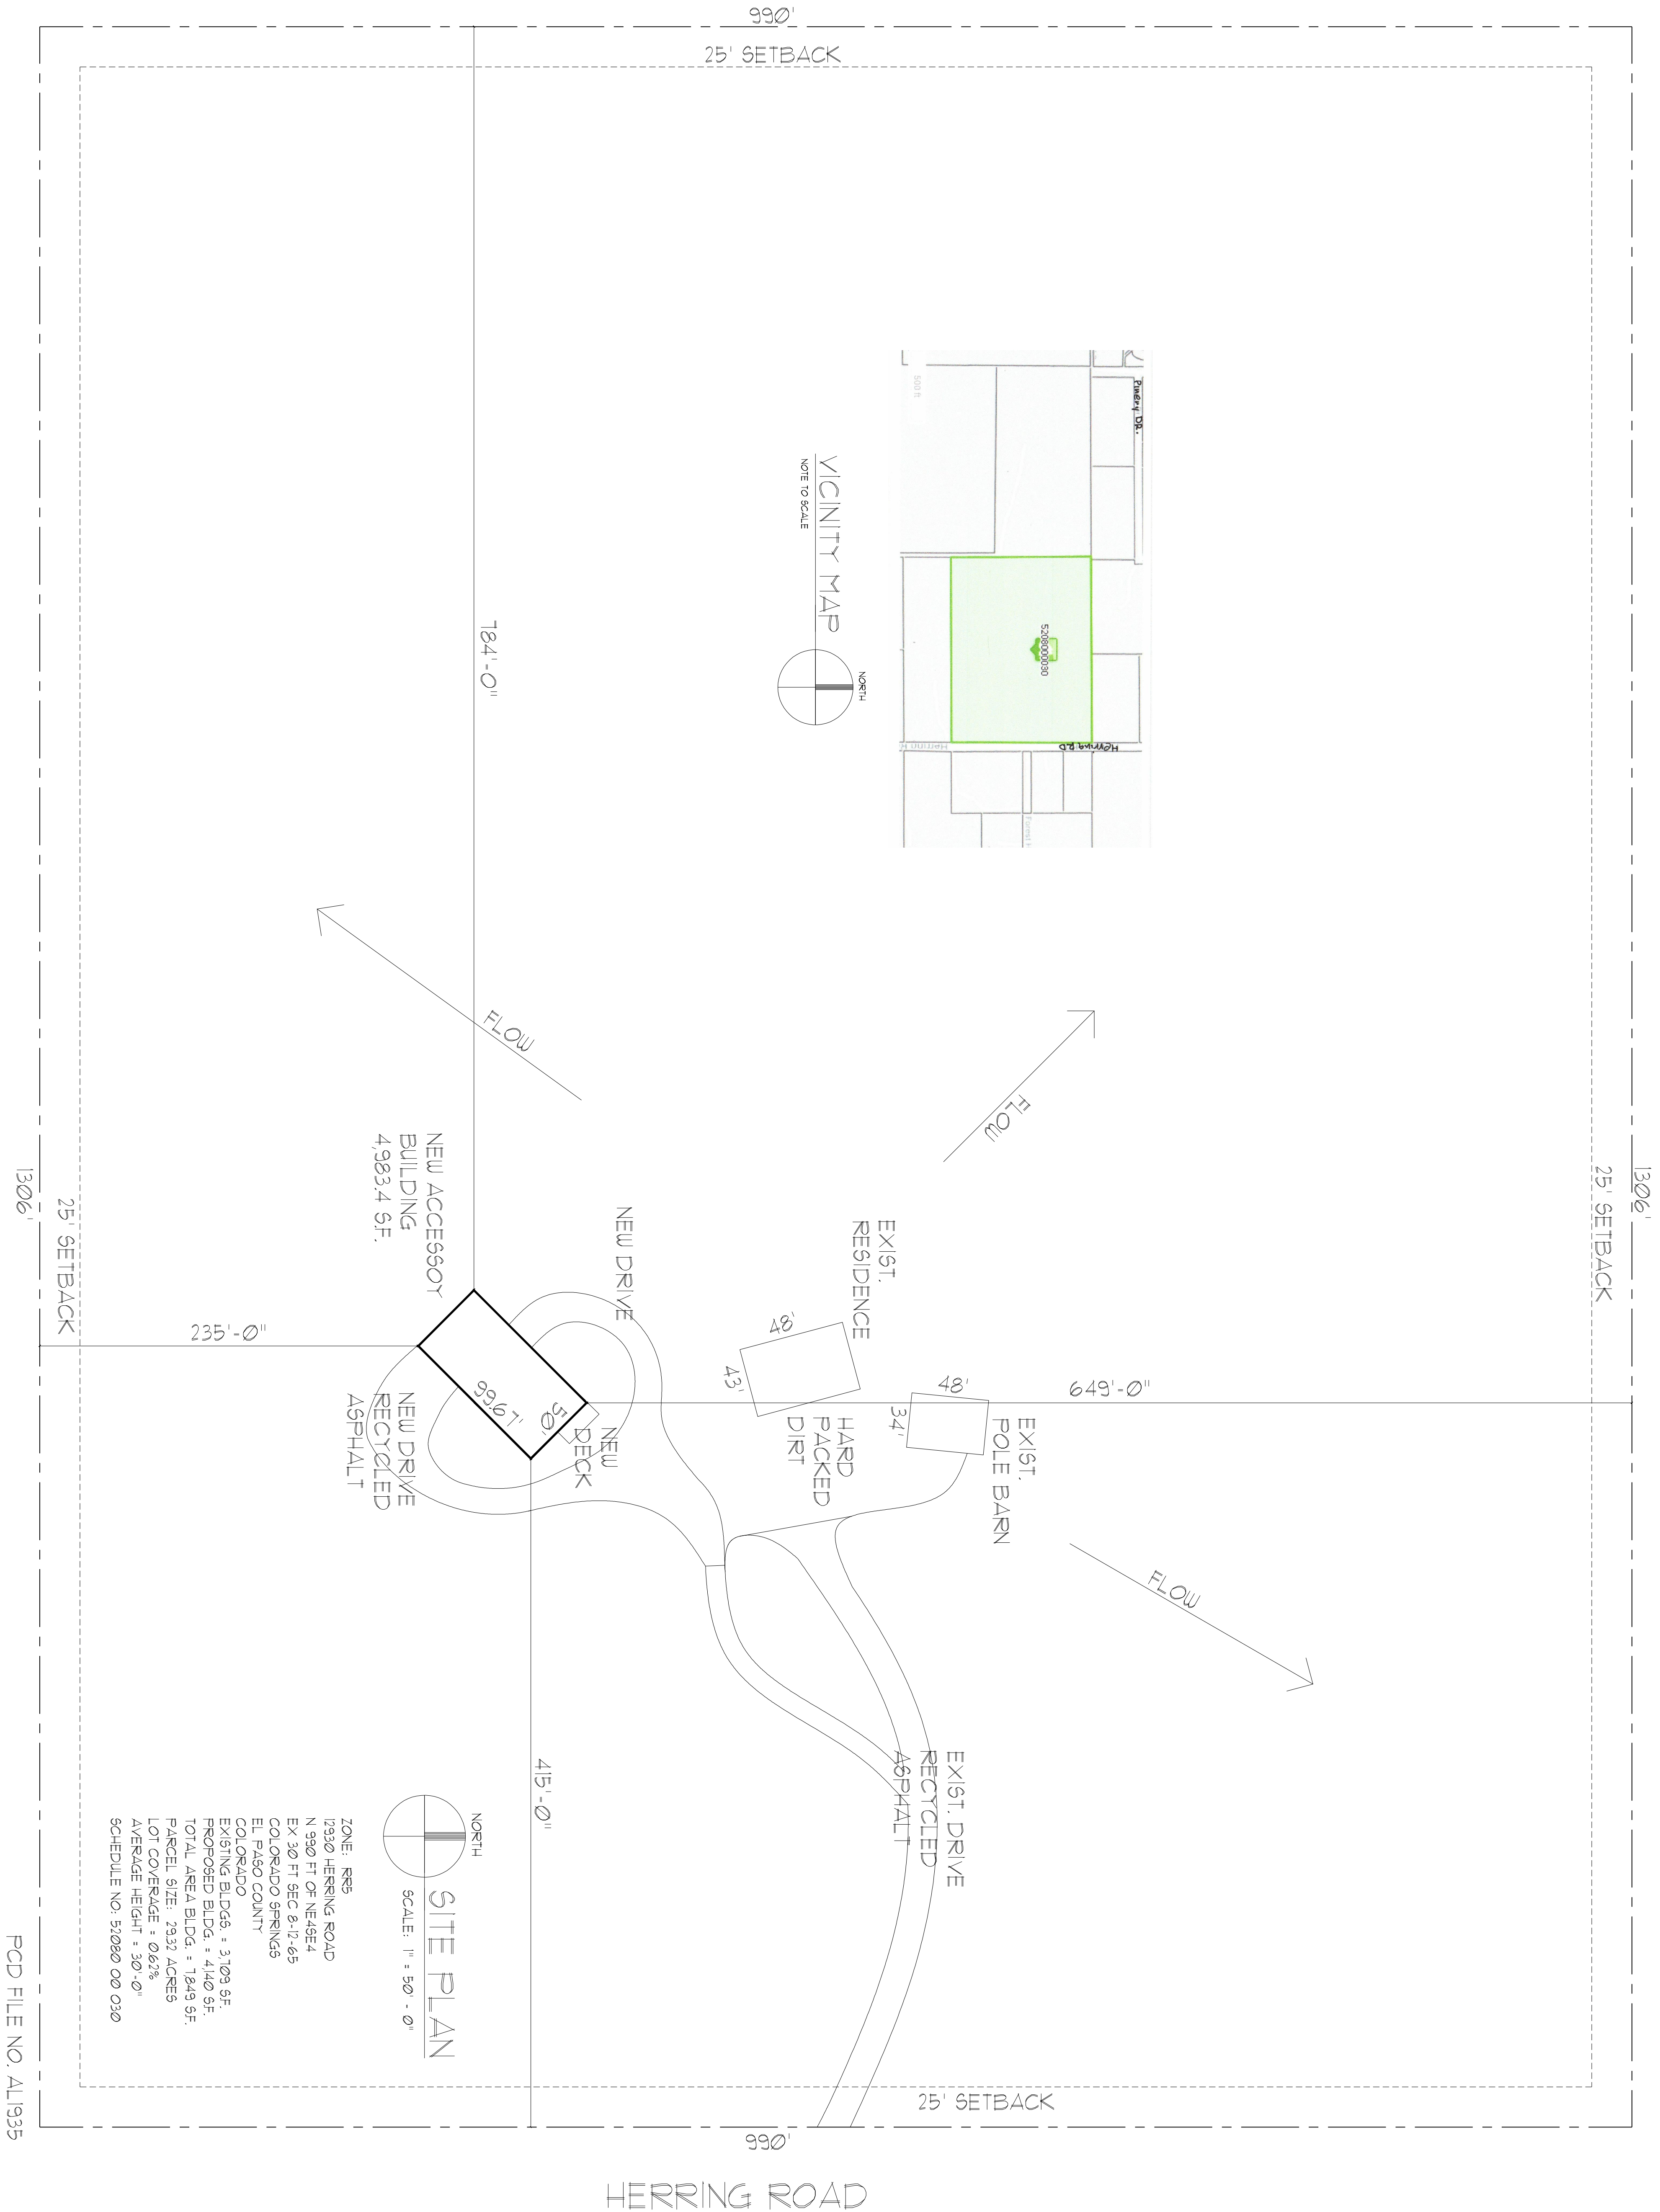 990'
25' SETBACK
500 ft
Pingry DR.
5208000030
Herring RD
VICINITY MAP
NOTE TO SCALE
NORTH
784'-0"
FLOW
FLOW
NEW ACCESSOY
BUILDING
4,983.4 S.F.
1306'
25' SETBACK
1306'
25' SETBACK
NEW DRIVE
EXIST.
RESIDENCE
48'
43'
235'-0"
99.67'
50'
NEW
DECK
NEW DRIVE
RECYCLED
ASPHALT
HARD
PACKED
DIRT
48'
34'
EXIST.
POLE BARN
649'-0"
FLOW
415'-0"
EXIST. DRIVE
RECYCLED
ASPHALT
NORTH
SITE PLAN
SCALE: 1" = 50' - 0"
ZONE: RR5
12930 HERRING ROAD
N 990 FT OF NE4SE4
EX 30 FT SEC 8-12-65
COLORADO SPRINGS
EL PASO COUNTY
COLORADO
EXISTING BLDGS. = 3,709 S.F.
PROPOSED BLDG. = 4,140 S.F.
TOTAL AREA BLDG. = 7,849 S.F.
PARCEL SIZE: 29.32 ACRES
LOT COVERAGE = 0.62%
AVERAGE HEIGHT = 30'-0"
SCHEDULE NO: 52080 00 030
25' SETBACK
990'
PCD FILE NO. AL1935
HERRING ROAD